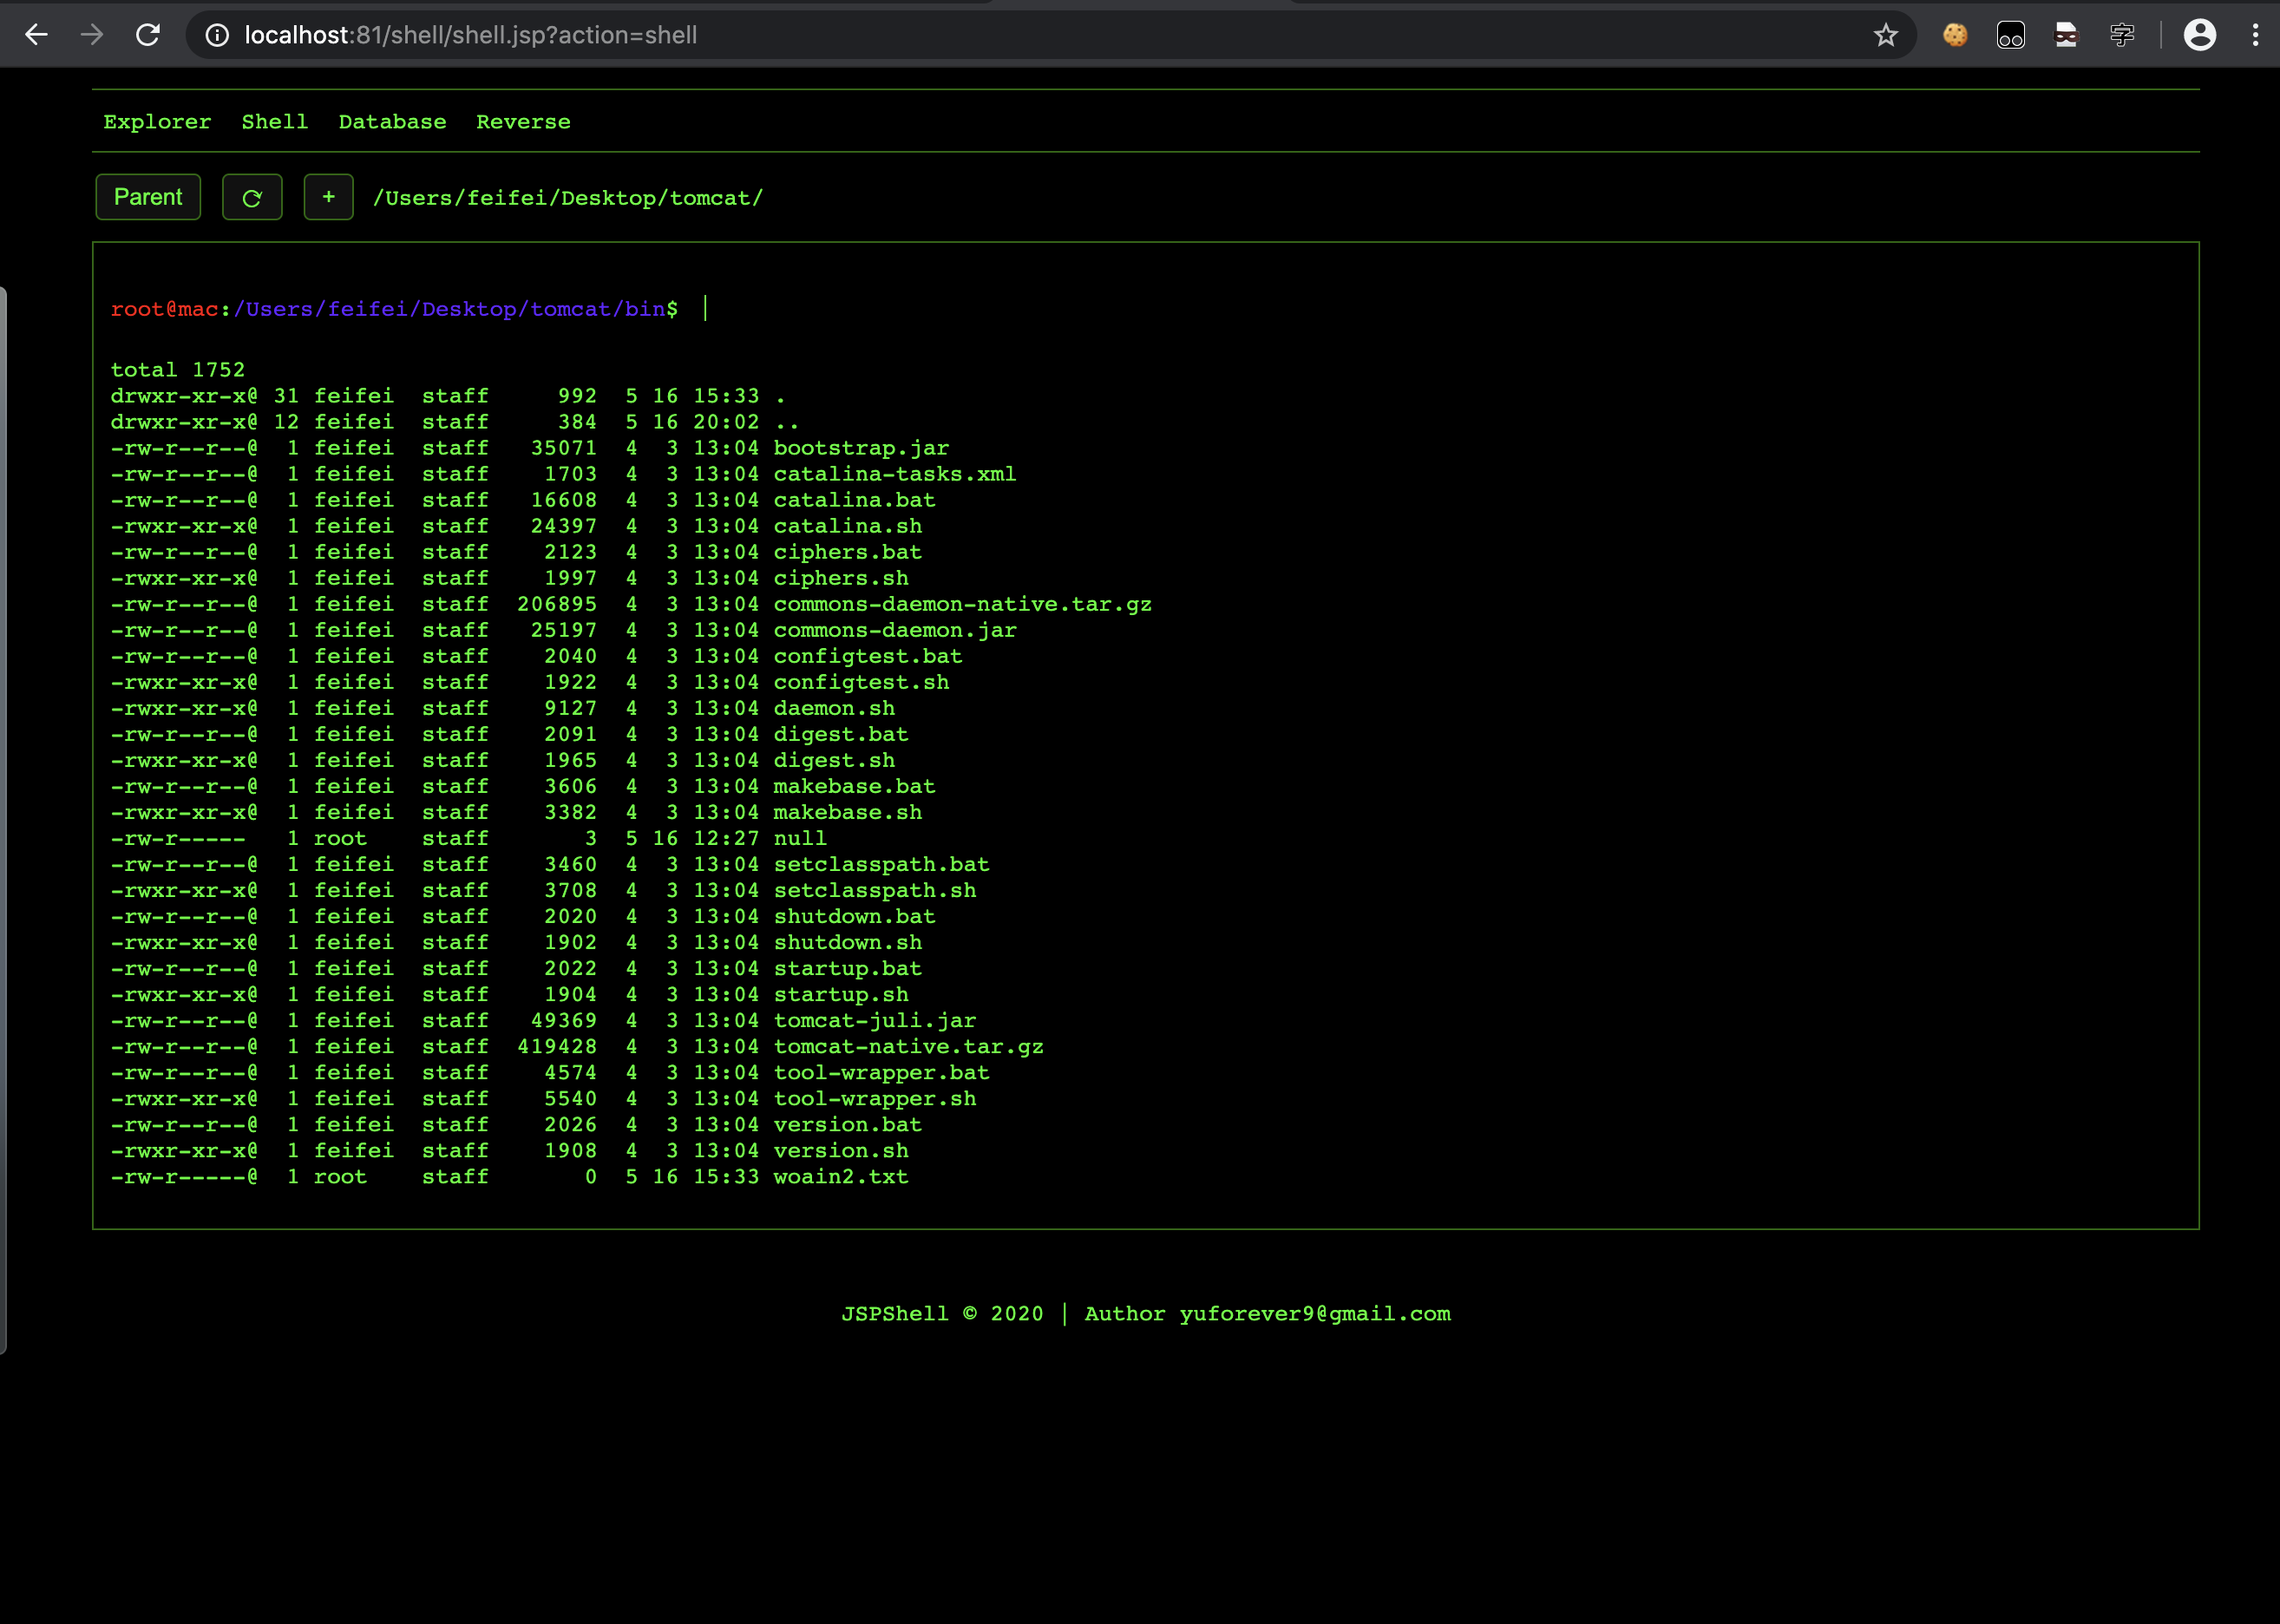 localhost:81/shell/shell.jsp?action=shell
Explorer Shell Database Reverse
Parent + /Users/feifei/Desktop/tomcat/
root@mac:/Users/feifei/Desktop/tomcat/bin$
total 1752
drwxr-xr-x@ 31 feifei  staff     992  5 16 15:33 .
drwxr-xr-x@ 12 feifei  staff     384  5 16 20:02 ..
-rw-r--r--@  1 feifei  staff   35071  4  3 13:04 bootstrap.jar
-rw-r--r--@  1 feifei  staff    1703  4  3 13:04 catalina-tasks.xml
-rw-r--r--@  1 feifei  staff   16608  4  3 13:04 catalina.bat
-rwxr-xr-x@  1 feifei  staff   24397  4  3 13:04 catalina.sh
-rw-r--r--@  1 feifei  staff    2123  4  3 13:04 ciphers.bat
-rwxr-xr-x@  1 feifei  staff    1997  4  3 13:04 ciphers.sh
-rw-r--r--@  1 feifei  staff  206895  4  3 13:04 commons-daemon-native.tar.gz
-rw-r--r--@  1 feifei  staff   25197  4  3 13:04 commons-daemon.jar
-rw-r--r--@  1 feifei  staff    2040  4  3 13:04 configtest.bat
-rwxr-xr-x@  1 feifei  staff    1922  4  3 13:04 configtest.sh
-rwxr-xr-x@  1 feifei  staff    9127  4  3 13:04 daemon.sh
-rw-r--r--@  1 feifei  staff    2091  4  3 13:04 digest.bat
-rwxr-xr-x@  1 feifei  staff    1965  4  3 13:04 digest.sh
-rw-r--r--@  1 feifei  staff    3606  4  3 13:04 makebase.bat
-rwxr-xr-x@  1 feifei  staff    3382  4  3 13:04 makebase.sh
-rw-r-----   1 root    staff       3  5 16 12:27 null
-rw-r--r--@  1 feifei  staff    3460  4  3 13:04 setclasspath.bat
-rwxr-xr-x@  1 feifei  staff    3708  4  3 13:04 setclasspath.sh
-rw-r--r--@  1 feifei  staff    2020  4  3 13:04 shutdown.bat
-rwxr-xr-x@  1 feifei  staff    1902  4  3 13:04 shutdown.sh
-rw-r--r--@  1 feifei  staff    2022  4  3 13:04 startup.bat
-rwxr-xr-x@  1 feifei  staff    1904  4  3 13:04 startup.sh
-rw-r--r--@  1 feifei  staff   49369  4  3 13:04 tomcat-juli.jar
-rw-r--r--@  1 feifei  staff  419428  4  3 13:04 tomcat-native.tar.gz
-rw-r--r--@  1 feifei  staff    4574  4  3 13:04 tool-wrapper.bat
-rwxr-xr-x@  1 feifei  staff    5540  4  3 13:04 tool-wrapper.sh
-rw-r--r--@  1 feifei  staff    2026  4  3 13:04 version.bat
-rwxr-xr-x@  1 feifei  staff    1908  4  3 13:04 version.sh
-rw-r-----@  1 root    staff       0  5 16 15:33 woain2.txt
JSPShell © 2020 | Author yuforever9@gmail.com